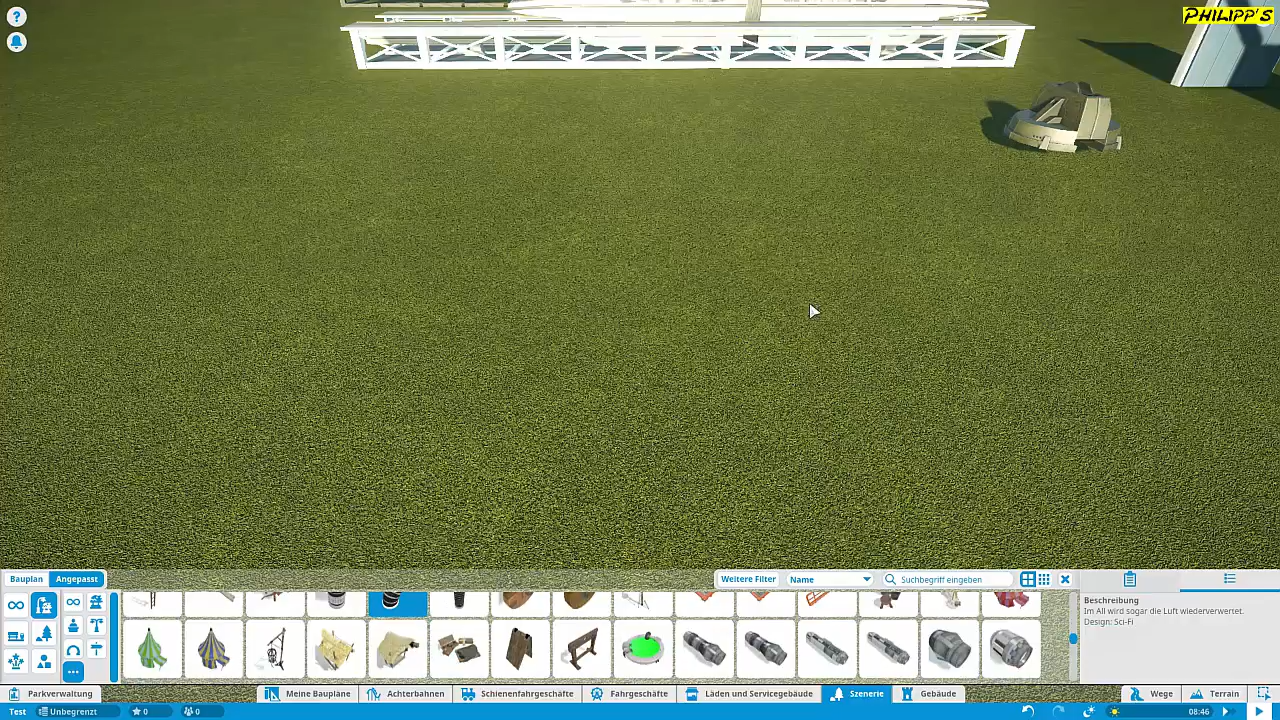 PHILIPP'S
?
Bauplan
Angepasst
Weitere Filter
Name
Suchbegriff eingeben
Beschreibung
Im All wird sogar die Luft wiederverwertet.
Design: Sci-Fi
Parkverwaltung
Meine Baupläne
Achterbahnen
Schienenfahrgeschäfte
Fahrgeschäfte
Läden und Servicegebäude
Szenerie
Gebäude
Wege
Terrain
Test
Unbegrenzt
0
0
08:46